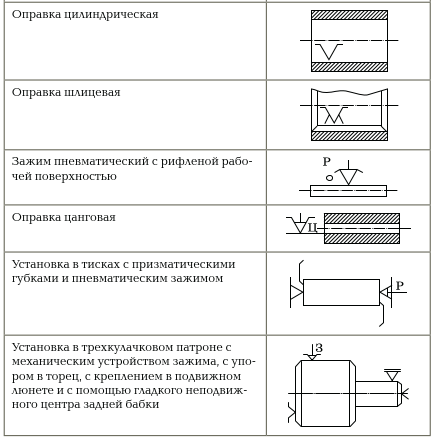 Оправка цилиндрическая
Оправка шлицевая
Зажим пневматический с рифленой рабо-
чей поверхностью
P
Оправка цанговая
Ц
Установка в тисках с призматическими
губками и пневматическим зажимом
P
Установка в трехкулачковом патроне с
механическим устройством зажима, с упо-
ром в торец, с креплением в подвижном
люнете и с помощью гладкого неподвиж-
ного центра задней бабки
3